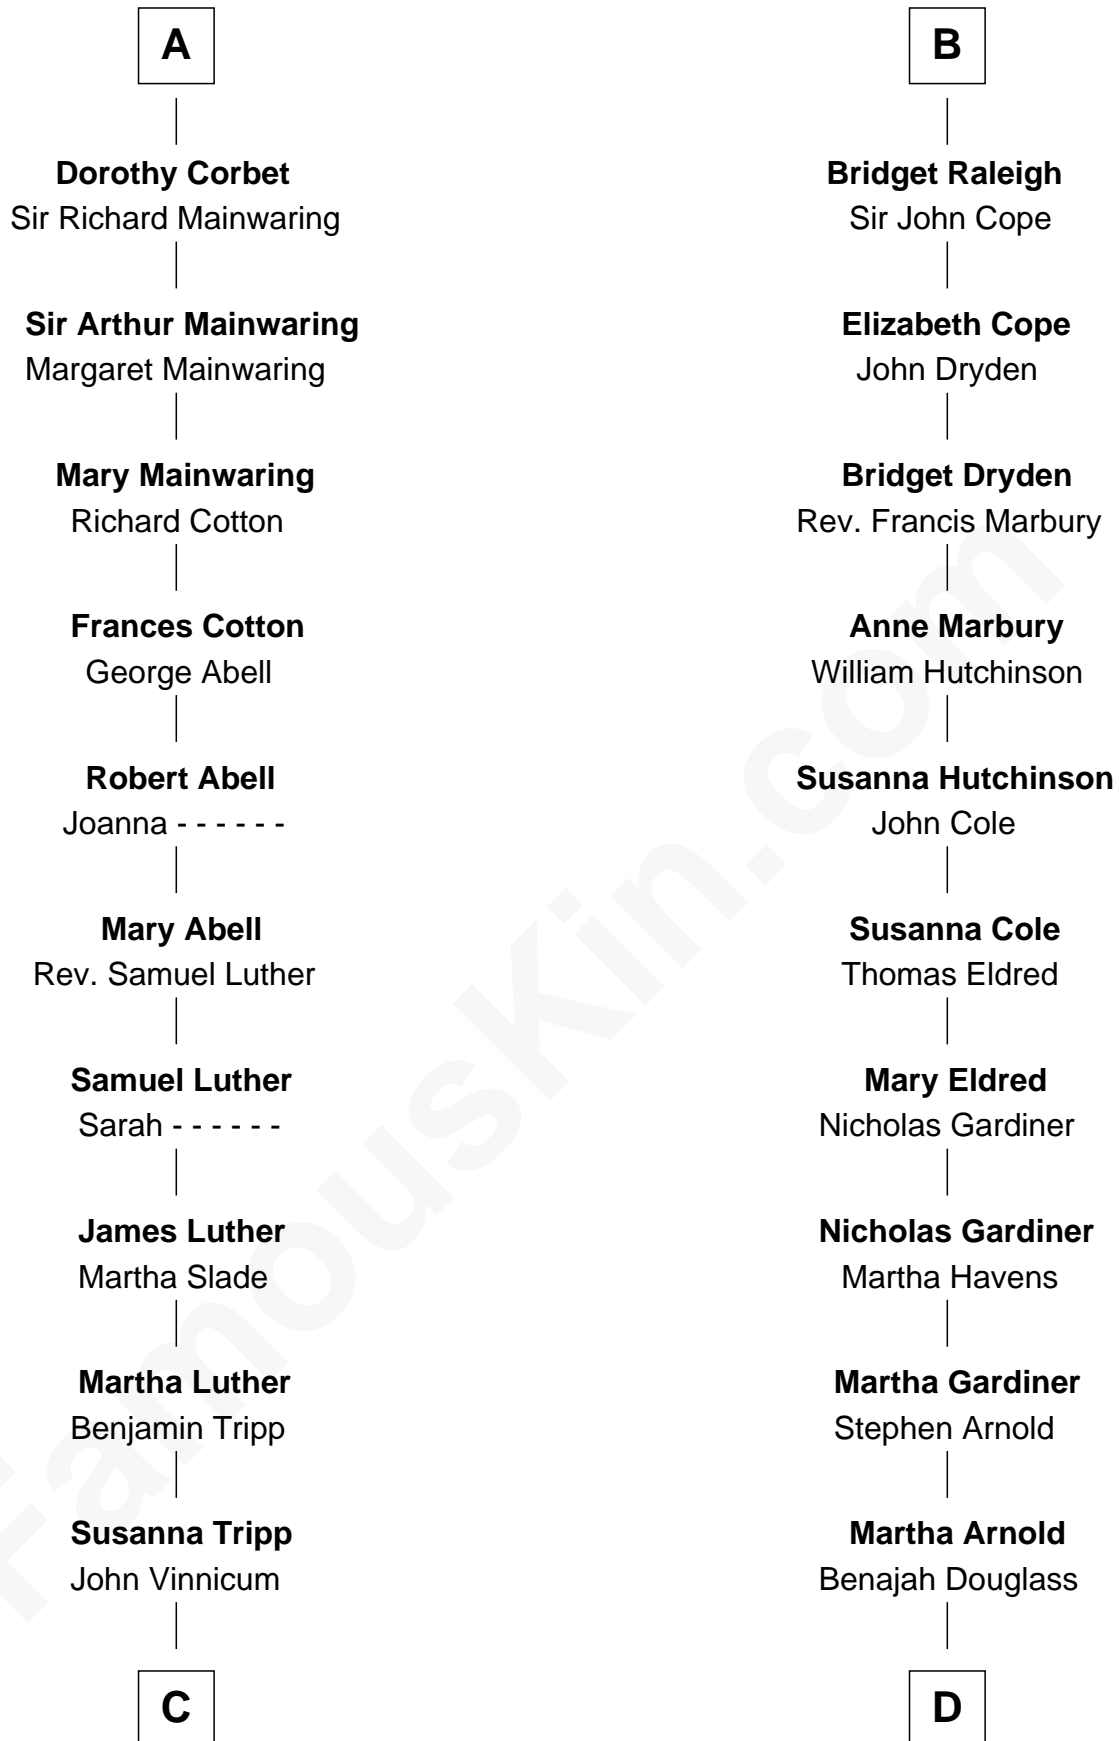 A
Dorothy Corbet
Sir Richard Mainwaring
Sir Arthur Mainwaring
Margaret Mainwaring
Mary Mainwaring
Richard Cotton
Frances Cotton
George Abell
Robert Abell
Joanna - - - - - -
Mary Abell
Rev. Samuel Luther
Samuel Luther
Sarah - - - - - -
James Luther
Martha Slade
Martha Luther
Benjamin Tripp
Susanna Tripp
John Vinnicum
C
B
Bridget Raleigh
Sir John Cope
Elizabeth Cope
John Dryden
Bridget Dryden
Rev. Francis Marbury
Anne Marbury
William Hutchinson
Susanna Hutchinson
John Cole
Susanna Cole
Thomas Eldred
Mary Eldred
Nicholas Gardiner
Nicholas Gardiner
Martha Havens
Martha Gardiner
Stephen Arnold
Martha Arnold
Benajah Douglass
D
FamousKin.com